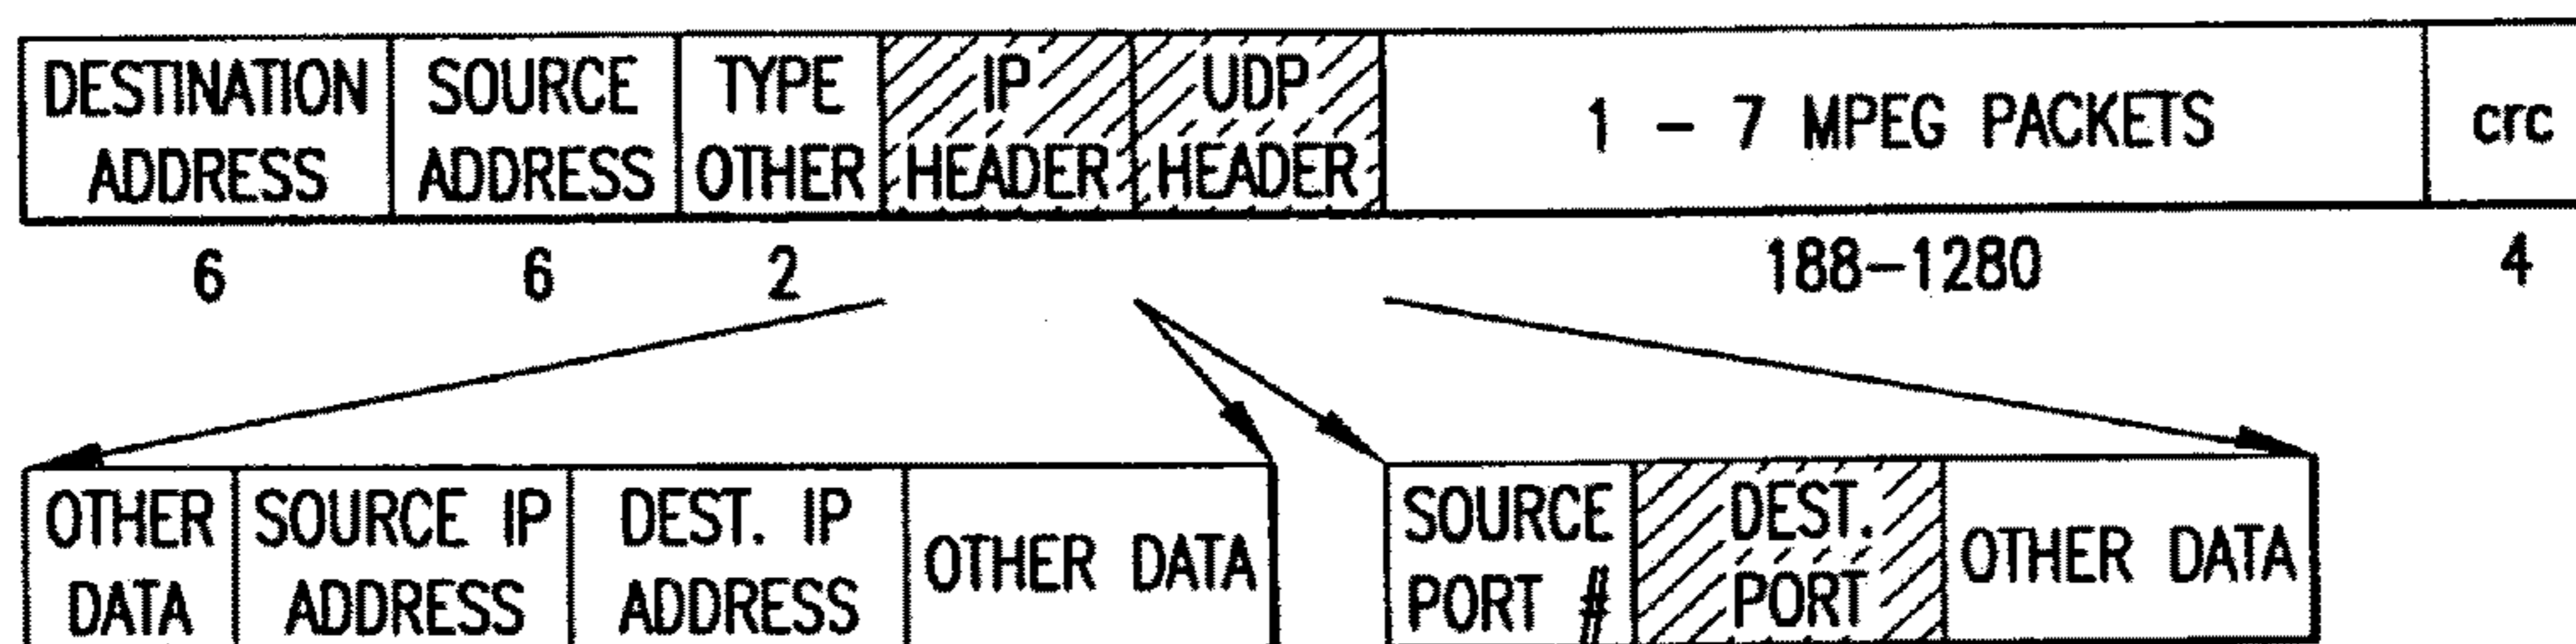 DESTINATION ADDRESS
SOURCE ADDRESS
TYPE OTHER
IP HEADER
UDP HEADER
1 – 7 MPEG PACKETS
crc
6
6
2
188–1280
4
OTHER DATA
SOURCE IP ADDRESS
DEST. IP ADDRESS
OTHER DATA
SOURCE PORT #
DEST. PORT
OTHER DATA